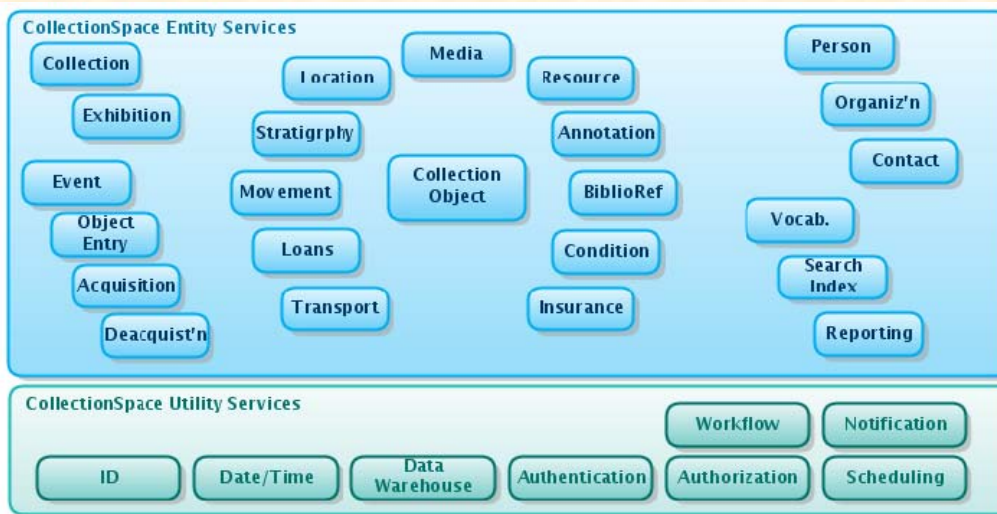 CollectionSpace Entity Services
Collection
Exhibition
Event
Object
Entry
Acquisition
Deacquist'n
Location
Stratigrphy
Movement
Loans
Transport
Media
Collection
Object
Resource
Annotation
BiblioRef
Condition
Insurance
Person
Organiz'n
Contact
Vocab.
Search
Index
Reporting
CollectionSpace Utility Services
Workflow
Notification
ID
Date/Time
Data
Warehouse
Authentication
Authorization
Scheduling